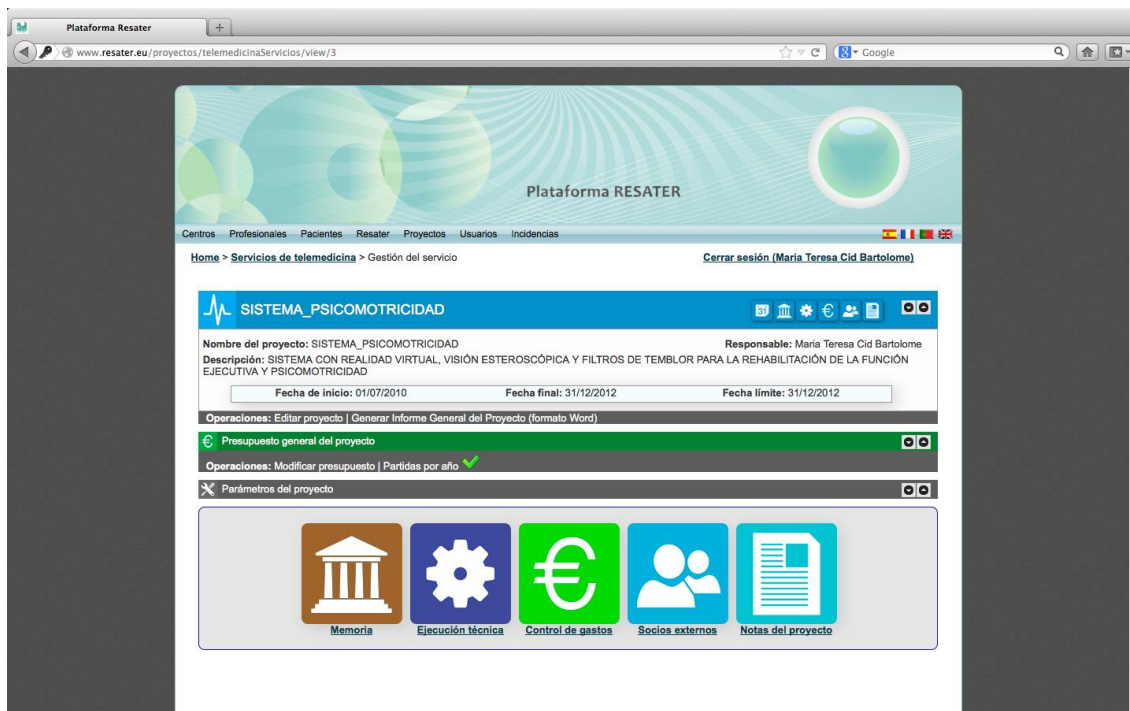 Plataforma Resater
www.resater.eu/proyectos/telemedicinaServicios/view/3
Google
Plataforma RESATER
Centros Profesionales Pacientes Resater Proyectos Usuarios Incidencias
Home > Servicios de telemedicina > Gestión del servicio
Cerrar sesión (Maria Teresa Cid Bartolome)
SISTEMA_PSICOMOTRICIDAD
31
Nombre del proyecto: SISTEMA_PSICOMOTRICIDAD
Responsable: Maria Teresa Cid Bartolome
Descripción: SISTEMA CON REALIDAD VIRTUAL, VISIÓN ESTEROSCÓPICA Y FILTROS DE TEMBLOR PARA LA REHABILITACIÓN DE LA FUNCIÓN
EJECUTIVA Y PSICOMOTRICIDAD
Fecha de inicio: 01/07/2010 Fecha final: 31/12/2012 Fecha límite: 31/12/2012
Operaciones: Editar proyecto | Generar Informe General del Proyecto (formato Word)
€ Presupuesto general del proyecto
Operaciones: Modificar presupuesto | Partidas por año
Parámetros del proyecto
€
Memoria Ejecución técnica Control de gastos Socios externos Notas del proyecto